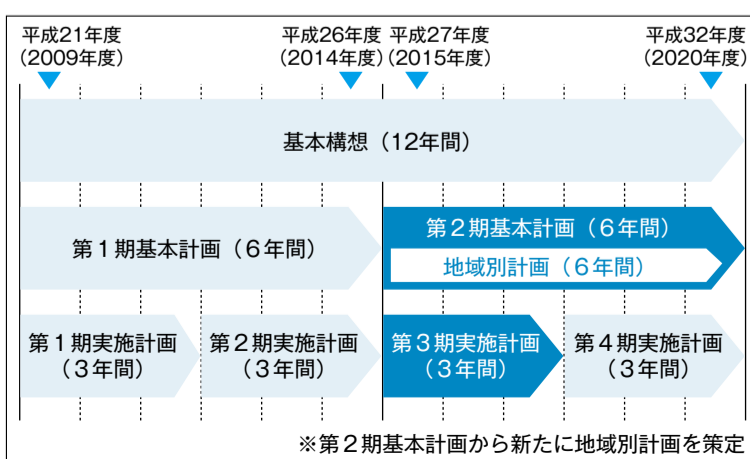 平成21年度
（2009年度）
平成26年度
（2014年度）
平成27年度
（2015年度）
平成32年度
（2020年度）
基本構想（12年間）
第１期基本計画（６年間）
第２期基本計画（６年間）
地域別計画（６年間）
第１期実施計画
（３年間）
第２期実施計画
（３年間）
第３期実施計画
（３年間）
第４期実施計画
（３年間）
※第２期基本計画から新たに地域別計画を策定